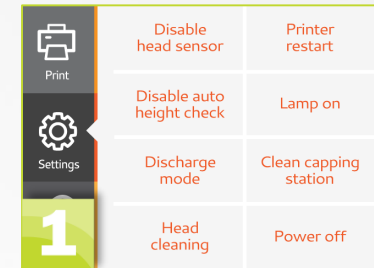 Print
Settings
1
Disable
head sensor
Printer
restart
Disable auto
height check
Lamp on
Discharge
mode
Clean capping
station
Head
cleaning
Power off